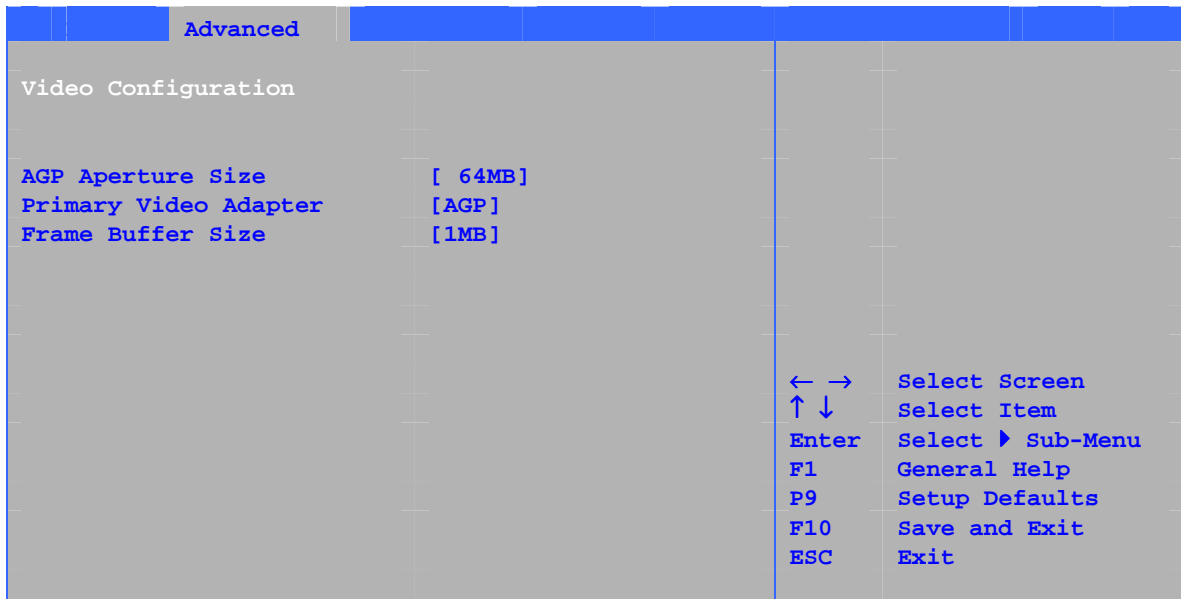 Advanced
Video Configuration
AGP Aperture Size [ 64MB]
Primary Video Adapter [AGP]
Frame Buffer Size [1MB]
← → Select Screen
↑ ↓ Select Item
Enter Select ▶ Sub-Menu
F1 General Help
P9 Setup Defaults
F10 Save and Exit
ESC Exit